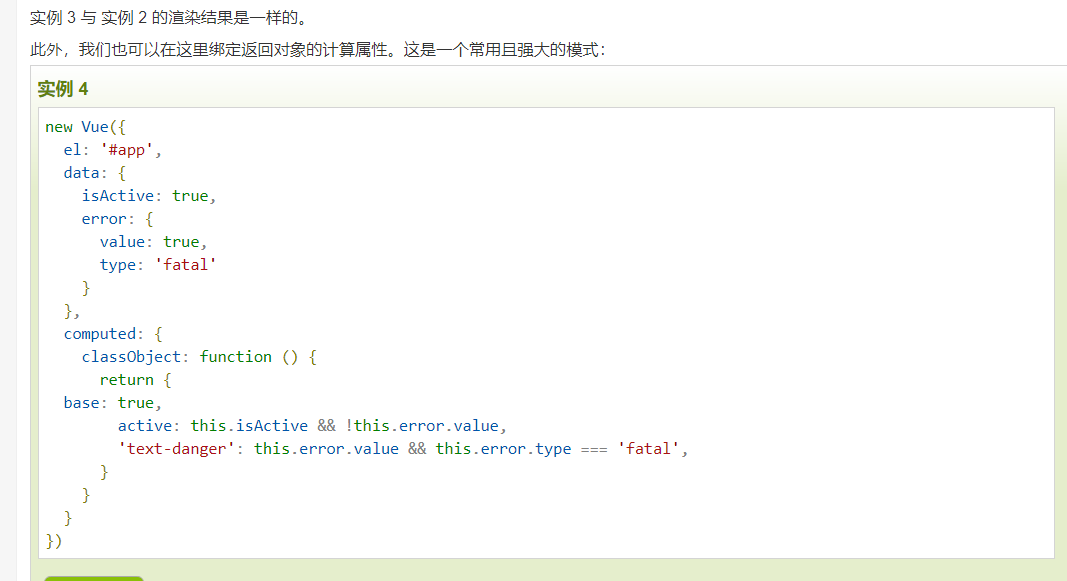 实例 3 与 实例 2 的渲染结果是一样的。
此外，我们也可以在这里绑定返回对象的计算属性。这是一个常用且强大的模式：
实例 4
new Vue({
  el: '#app',
  data: {
    isActive: true,
    error: {
      value: true,
      type: 'fatal'
    }
  },
  computed: {
    classObject: function () {
      return {
  base: true,
        active: this.isActive && !this.error.value,
        'text-danger': this.error.value && this.error.type === 'fatal',
      }
    }
  }
})